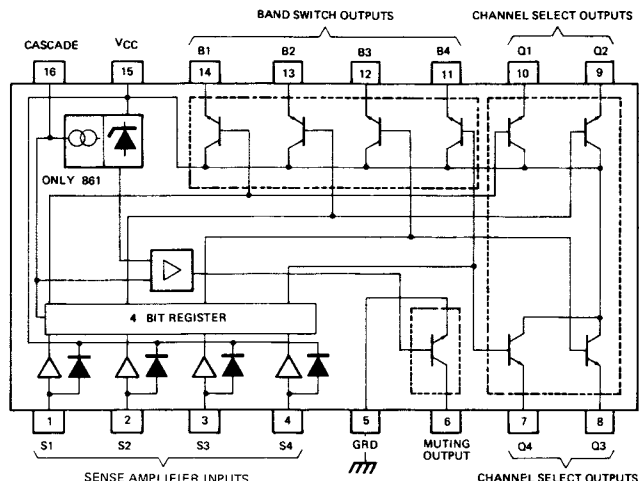 BAND SWITCH OUTPUTS
CHANNEL SELECT OUTPUTS
CASCADE VCC B1 B2 B3 B4 Q1 Q2
16 15 14 13 12 11 10 9
ONLY 861
4 BIT REGISTER
1 2 3 4 5 6 7 8
S1 S2 S3 S4 GRD MUTING OUTPUT Q4 Q3
SENSE AMPLIFIER INPUTS
CHANNEL SELECT OUTPUTS